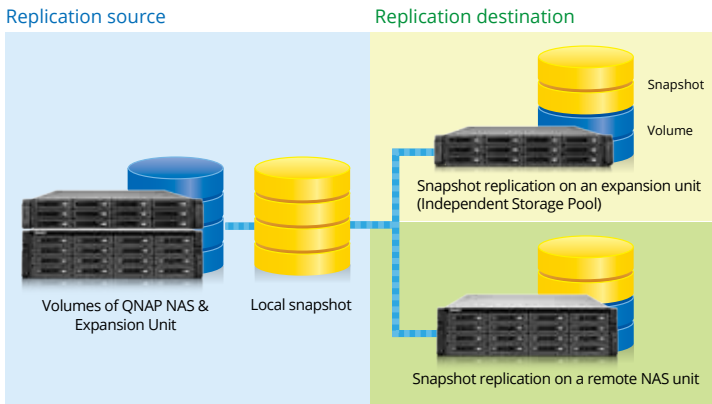 Replication source
Replication destination
Snapshot
Volume
Snapshot replication on an expansion unit
(Independent Storage Pool)
Volumes of QNAP NAS &
Expansion Unit
Local snapshot
Snapshot replication on a remote NAS unit